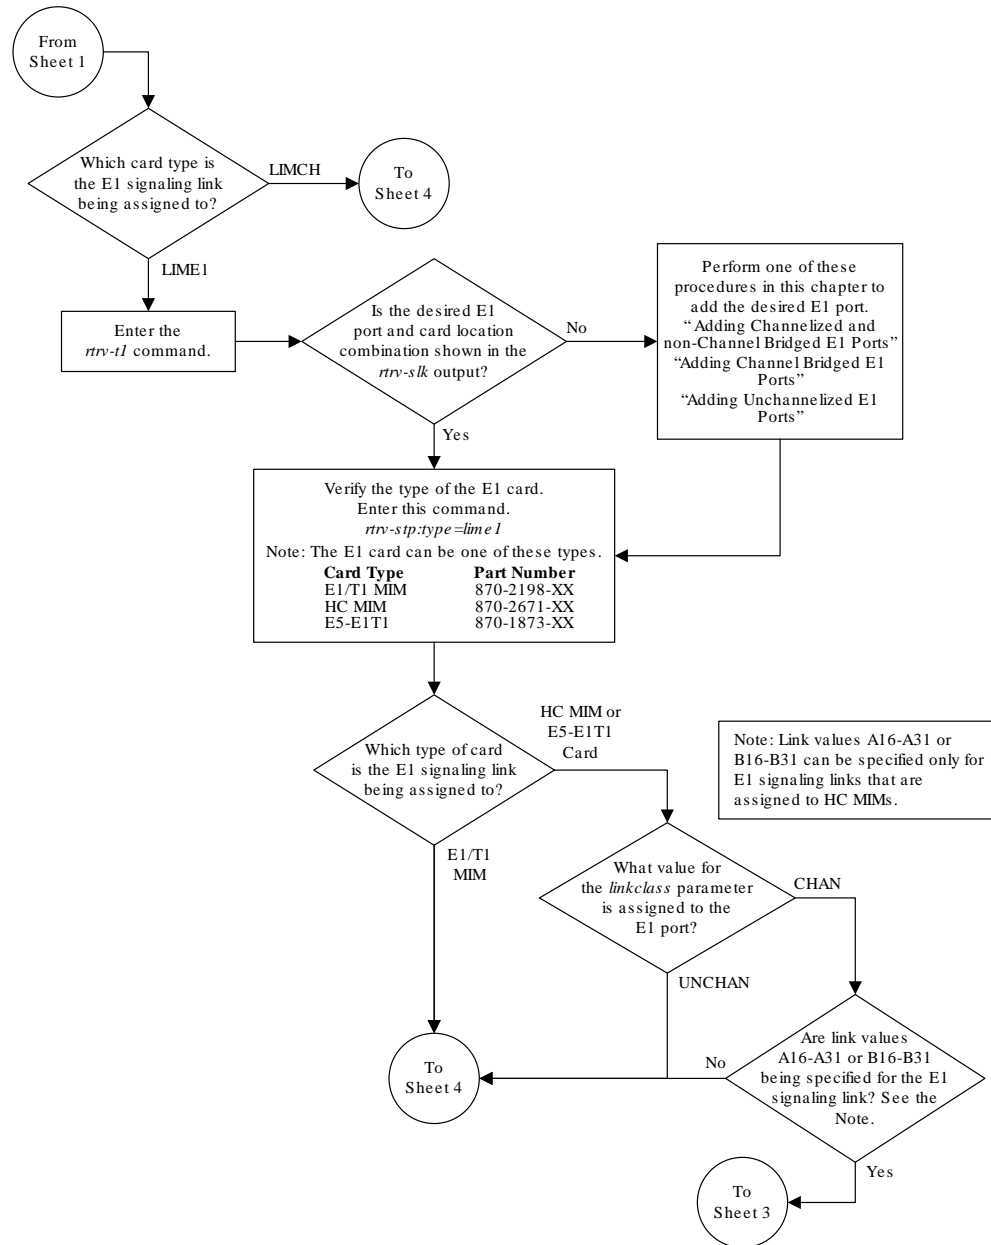 From
Sheet 1
Which card type is
the E1 signaling link
being assigned to?
LIMCH
To
Sheet 4
LIME1
Enter the
rtrv-t1 command.
Is the desired E1
port and card location
combination shown in the
rtrv-slk output?
No
Perform one of these
procedures in this chapter to
add the desired E1 port.
“Adding Channelized and
non-Channel Bridged E1 Ports”
“Adding Channel Bridged E1
Ports”
“Adding Unchannelized E1
Ports”
Yes
Verify the type of the E1 card.
Enter this command.
rtrv-stp:type=lime1
Note: The E1 card can be one of these types.
Card Type Part Number
E1/T1 MIM 870-2198-XX
HC MIM 870-2671-XX
E5-E1T1 870-1873-XX
Which type of card
is the E1 signaling link
being assigned to?
HC MIM or
E5-E1T1
Card
Note: Link values A16-A31 or
B16-B31 can be specified only for
E1 signaling links that are
assigned to HC MIMs.
E1/T1
MIM
What value for
the linkclass parameter
is assigned to the
E1 port?
CHAN
UNCHAN
Are link values
A16-A31 or B16-B31
being specified for the E1
signaling link? See the
Note.
No
To
Sheet 4
Yes
To
Sheet 3